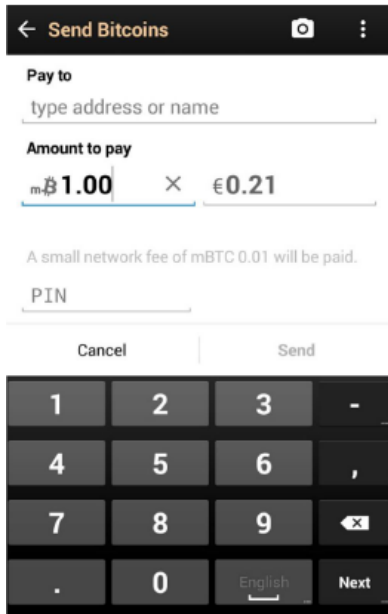 Send Bitcoins
Pay to
type address or name
Amount to pay
m₿1.00 €0.21
A small network fee of mBTC 0.01 will be paid.
PIN
Cancel Send
1 2 3 -
4 5 6 ,
7 8 9
. 0 English Next